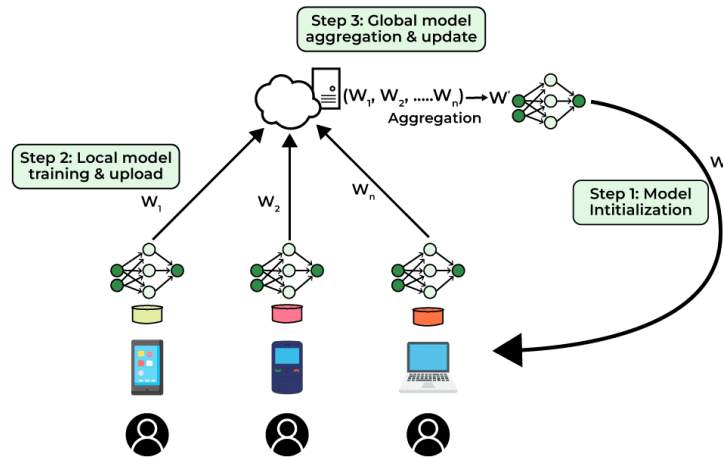 Step 3: Global model
aggregation & update
(W1, W2, .....Wn) → W'
Aggregation
Step 2: Local model
training & upload
W1
W2
Wn
W
Step 1: Model
Intitialization